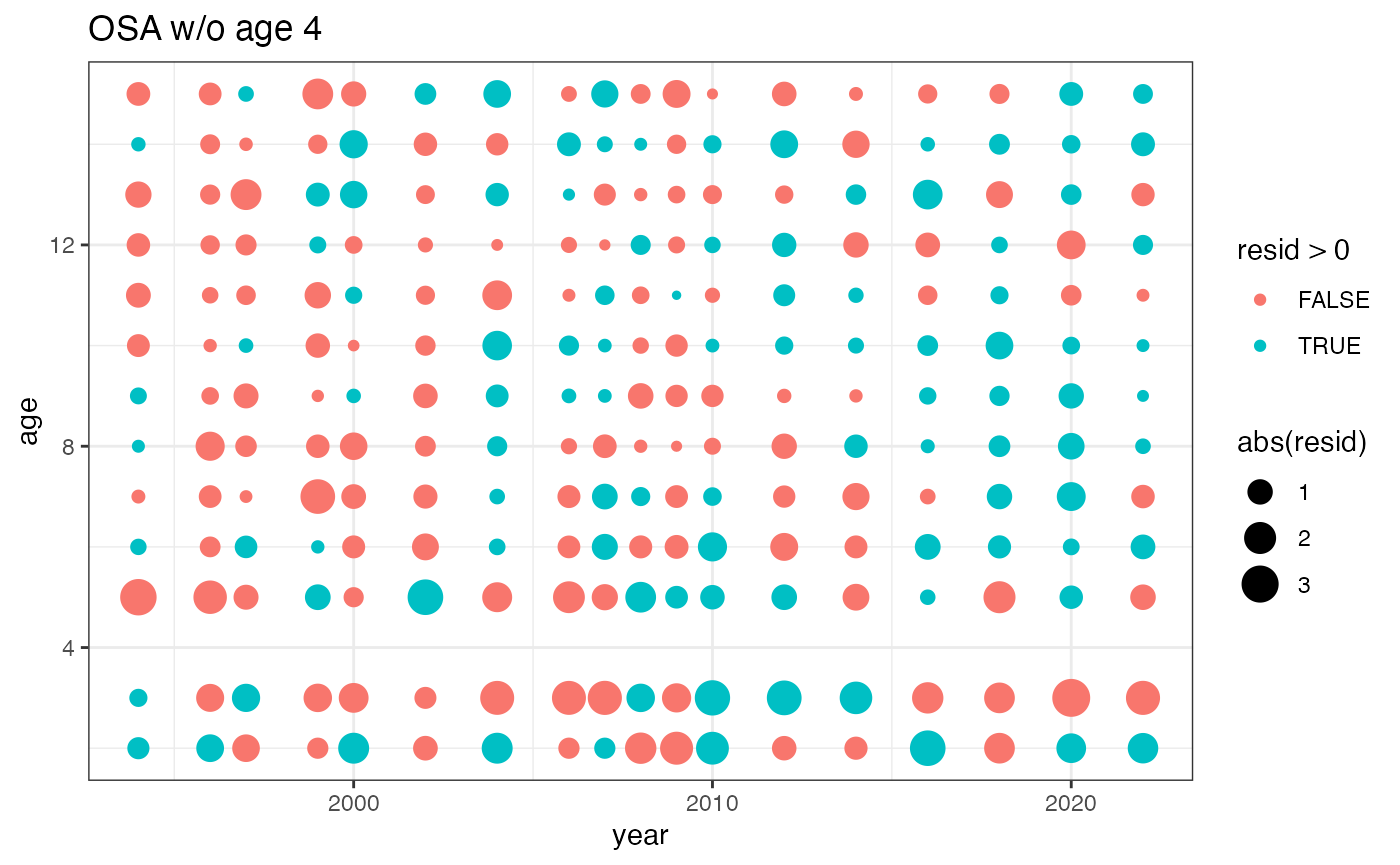 OSA w/o age 4
age
12
8
4
2000
2010
2020
year
resid > 0
FALSE
TRUE
abs(resid)
1
2
3